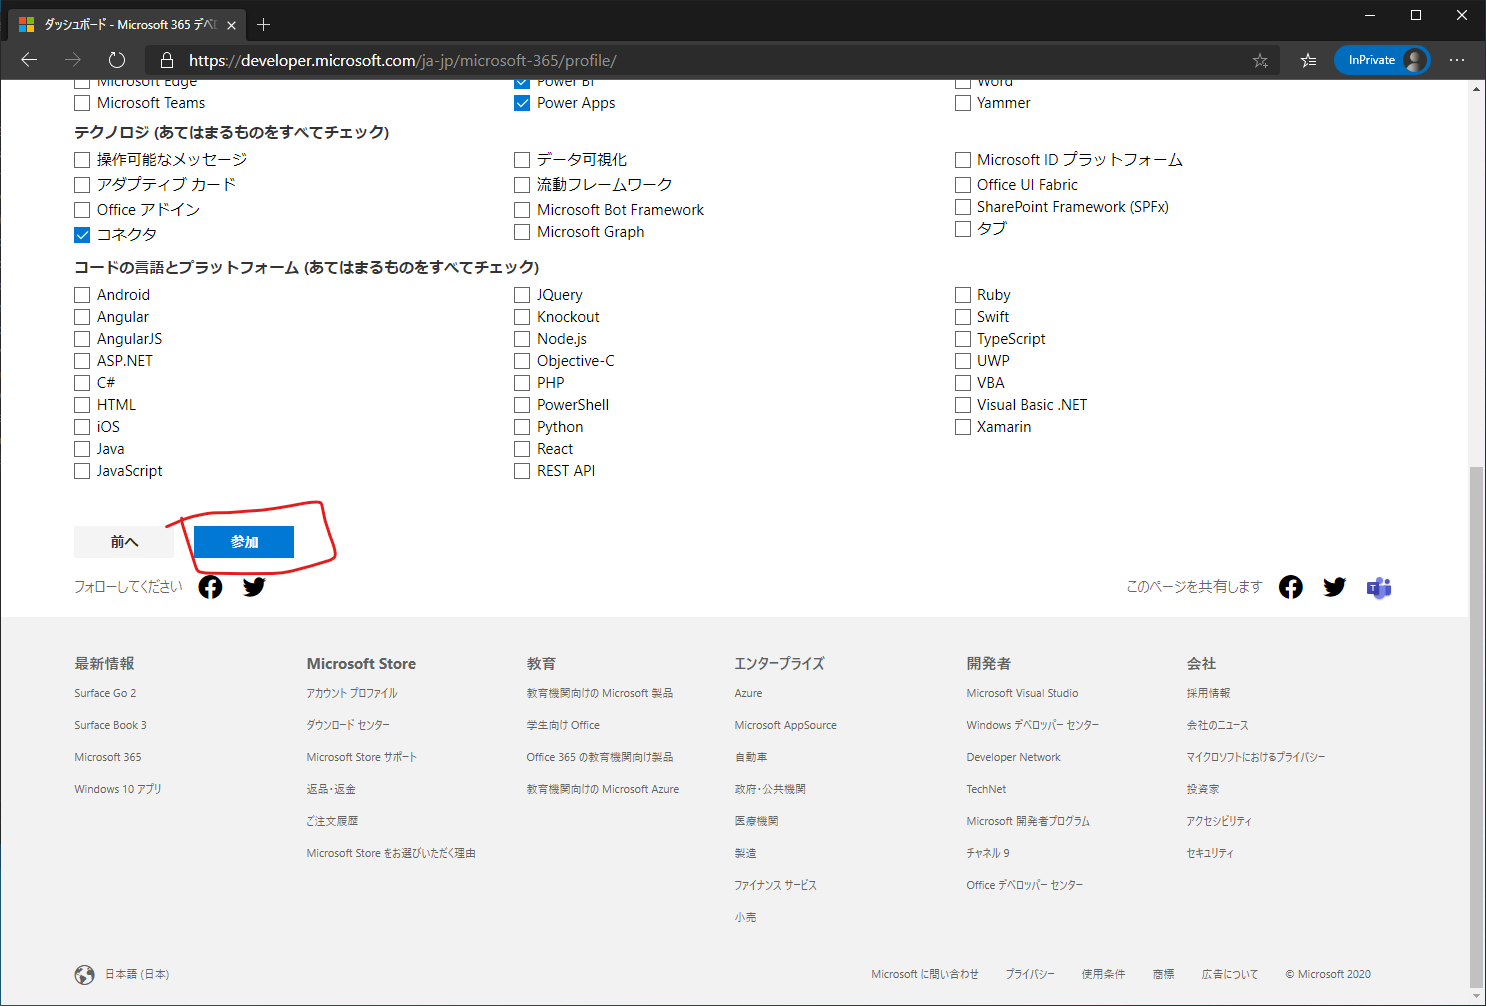 ダッシュボード - Microsoft 365 デベ
https://developer.microsoft.com/ja-jp/microsoft-365/profile/
InPrivate
Microsoft Edge
Power BI
Word
Microsoft Teams
Power Apps
Yammer
テクノロジ (あてはまるものをすべてチェック)
操作可能なメッセージ
データ可視化
Microsoft ID プラットフォーム
アダプティブ カード
流動フレームワーク
Office UI Fabric
Office アドイン
Microsoft Bot Framework
SharePoint Framework (SPFx)
コネクタ
Microsoft Graph
タブ
コードの言語とプラットフォーム (あてはまるものをすべてチェック)
Android
JQuery
Ruby
Angular
Knockout
Swift
AngularJS
Node.js
TypeScript
ASP.NET
Objective-C
UWP
C#
PHP
VBA
HTML
PowerShell
Visual Basic .NET
iOS
Python
Xamarin
Java
React
JavaScript
REST API
前へ
参加
フォローしてください
このページを共有します
最新情報
Surface Go 2
Surface Book 3
Microsoft 365
Windows 10 アプリ
Microsoft Store
アカウント プロファイル
ダウンロード センター
Microsoft Store サポート
返品・返金
ご注文履歴
Microsoft Store をお選びいただく理由
教育
教育機関向けの Microsoft 製品
学生向け Office
Office 365 の教育機関向け製品
教育機関向けの Microsoft Azure
エンタープライズ
Azure
Microsoft AppSource
自動車
政府・公共機関
医療機関
製造
ファイナンス サービス
小売
開発者
Microsoft Visual Studio
Windows デベロッパー センター
Developer Network
TechNet
Microsoft 開発者プログラム
チャネル 9
Office デベロッパー センター
会社
採用情報
会社のニュース
マイクロソフトにおけるプライバシー
投資家
アクセシビリティ
セキュリティ
日本語 (日本)
Microsoft に問い合わせ
プライバシー
使用条件
商標
広告について
© Microsoft 2020